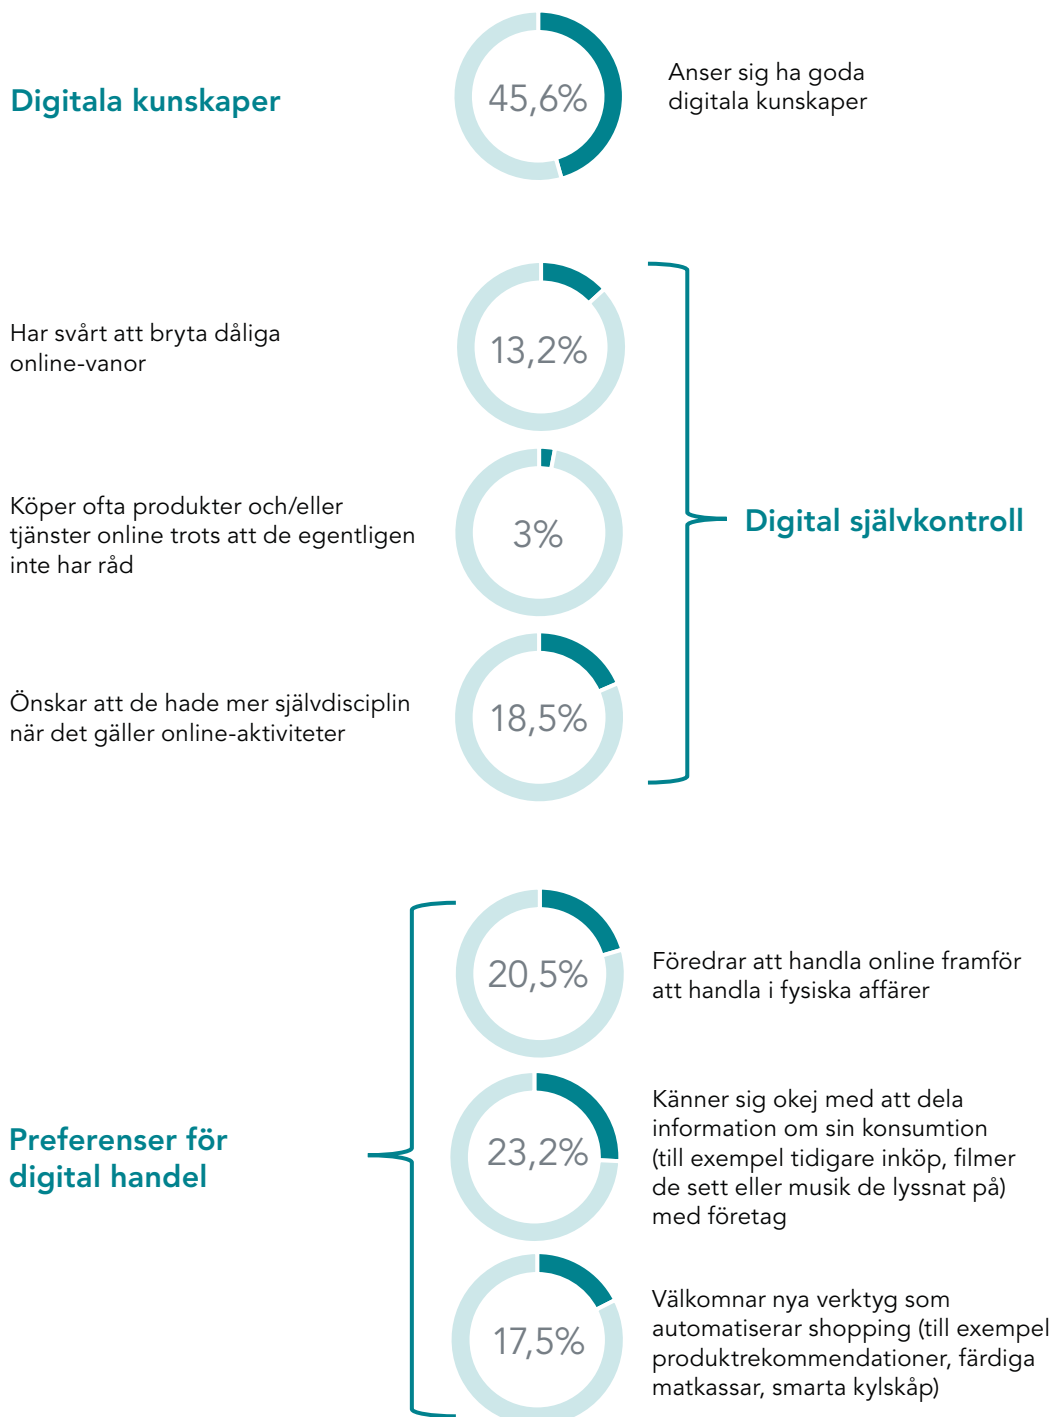 Digitala kunskaper
45,6%
Anser sig ha goda
digitala kunskaper
Har svårt att bryta dåliga
online-vanor
13,2%
Köper ofta produkter och/eller
tjänster online trots att de egentligen
inte har råd
3%
Önskar att de hade mer självdisciplin
när det gäller online-aktiviteter
18,5%
Digital självkontroll
Preferenser för
digital handel
20,5%
Föredrar att handla online framför
att handla i fysiska affärer
23,2%
Känner sig okej med att dela
information om sin konsumtion
(till exempel tidigare inköp, filmer
de sett eller musik de lyssnat på)
med företag
17,5%
Välkomnar nya verktyg som
automatiserar shopping (till exempel
produktrekommendationer, färdiga
matkassar, smarta kylskåp)